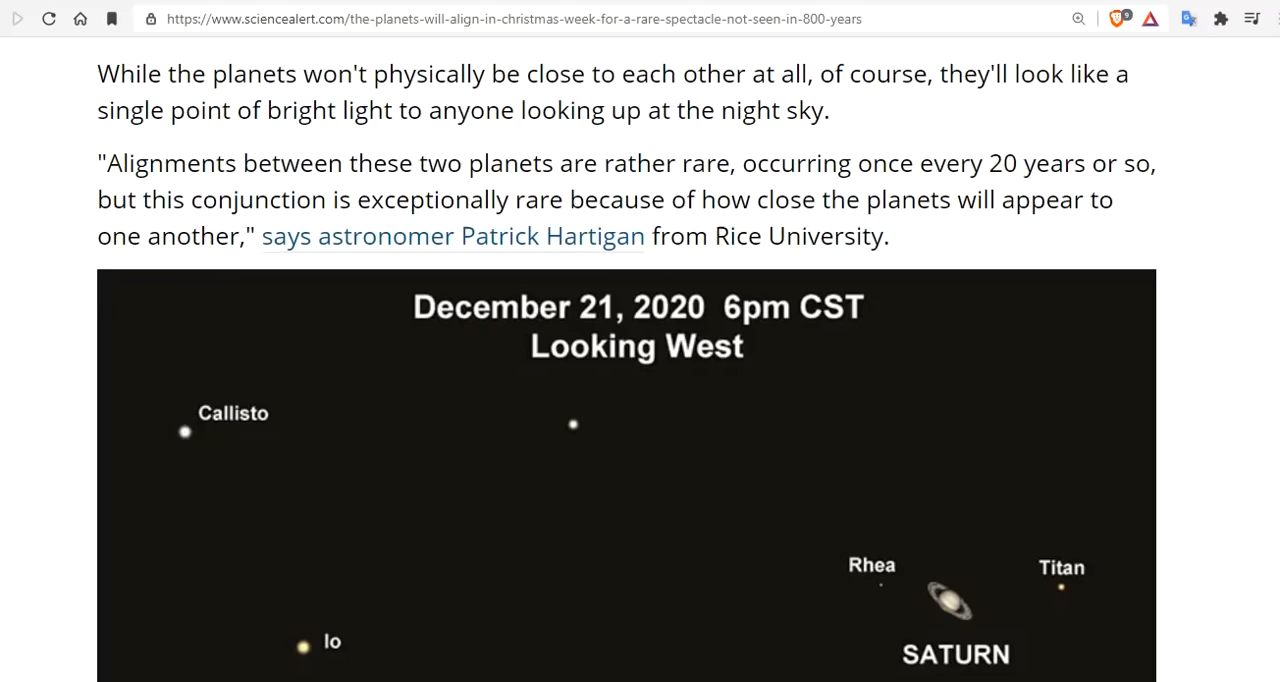 https://www.sciencealert.com/the-planets-will-align-in-christmas-week-for-a-rare-spectacle-not-seen-in-800-years
9
While the planets won't physically be close to each other at all, of course, they'll look like a
single point of bright light to anyone looking up at the night sky.
"Alignments between these two planets are rather rare, occurring once every 20 years or so,
but this conjunction is exceptionally rare because of how close the planets will appear to
one another," says astronomer Patrick Hartigan from Rice University.
December 21, 2020 6pm CST
Looking West
Callisto
Rhea
Titan
Io
SATURN